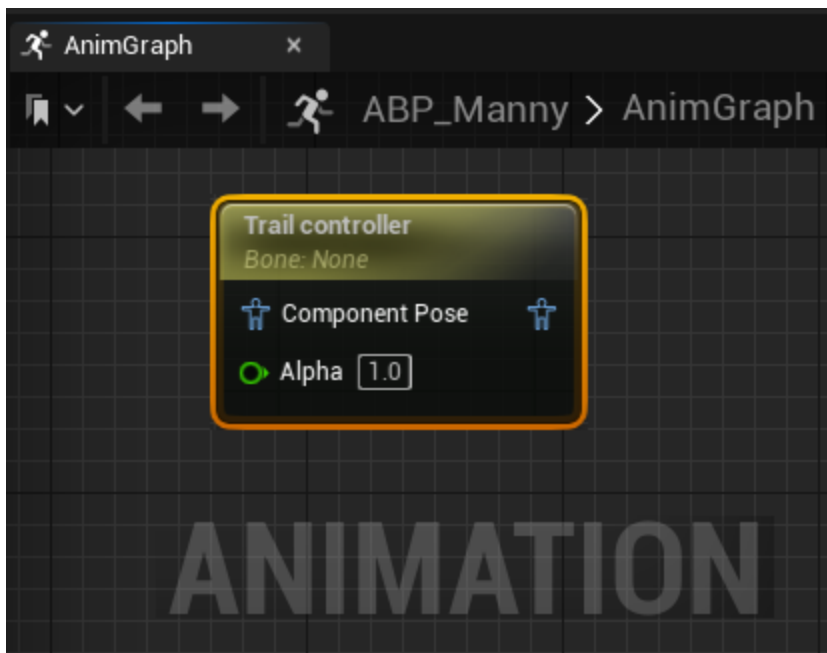 AnimGraph
ABP_Manny > AnimGraph
Trail controller
Bone: None
Component Pose
Alpha 1.0
ANIMATION